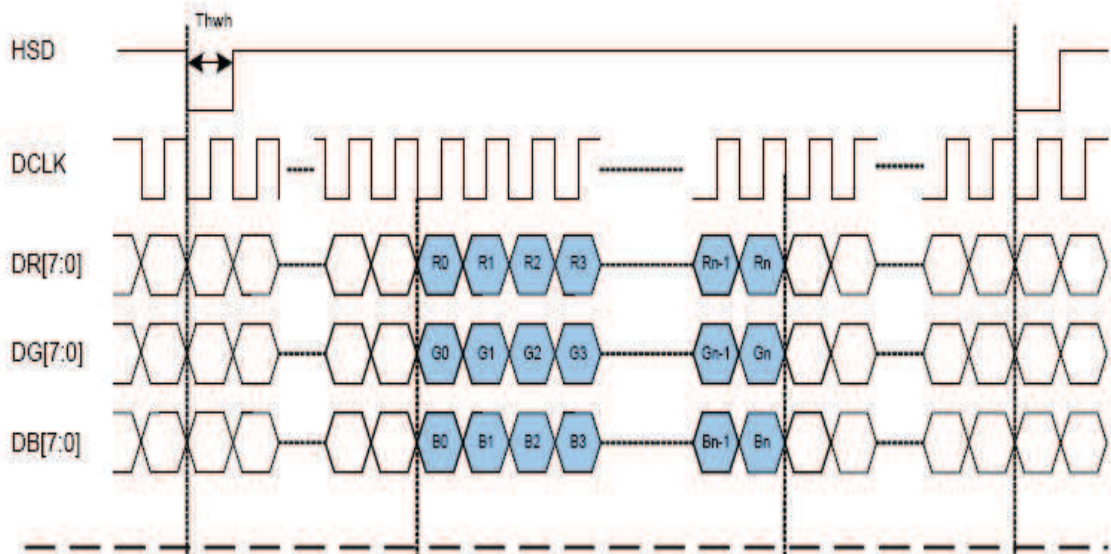 Thwh
HSD
DCLK
DR[7:0] R0 R1 R2 R3 Rn-1 Rn
DG[7:0] G0 G1 G2 G3 Gn-1 Gn
DB[7:0] B0 B1 B2 B3 Bn-1 Bn